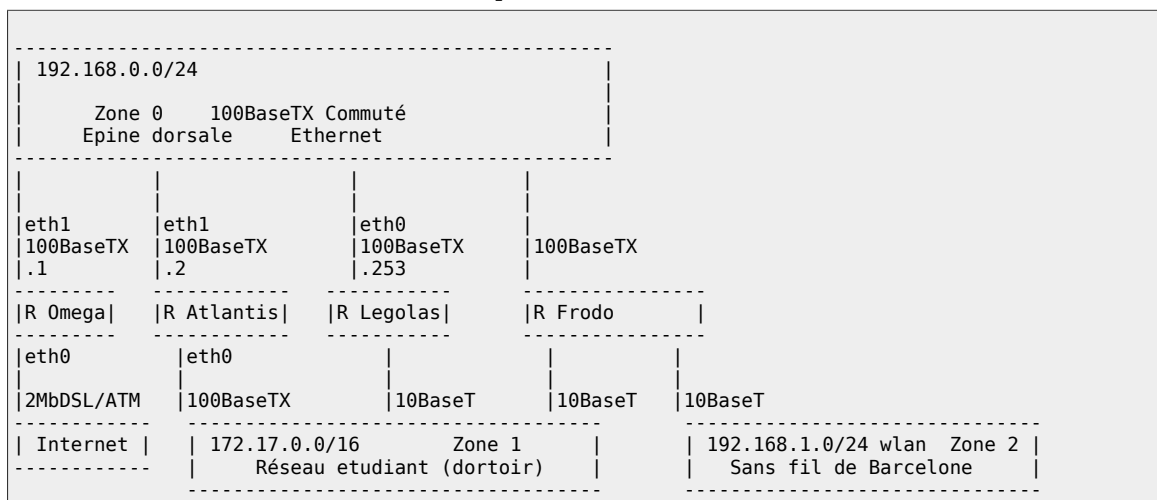 ------------------------------------------------------
| 192.168.0.0/24                                     |
|                                                    |
|      Zone 0    100BaseTX Commuté                   |
|     Epine dorsale     Ethernet                     |
------------------------------------------------------
|           |                 |              |
|           |                 |              |
|eth1       |eth1             |eth0          |
|100BaseTX  |100BaseTX        |100BaseTX     |100BaseTX
|.1         |.2               |.253          |
---------   ------------   -----------      ----------------
|R Omega|   |R Atlantis|   |R Legolas|      |R Frodo       |
---------   ------------   -----------      ----------------
|eth0         |eth0             |             |          |
|             |                 |             |          |
|2MbDSL/ATM   |100BaseTX        |10BaseT      |10BaseT   |10BaseT
------------   -------------------------------------       --------------------------------
| Internet |   | 172.17.0.0/16        Zone 1       |       | 192.168.1.0/24 wlan  Zone 2 |
------------   |     Réseau etudiant (dortoir)     |       |   Sans fil de Barcelone      |
               -------------------------------------       --------------------------------